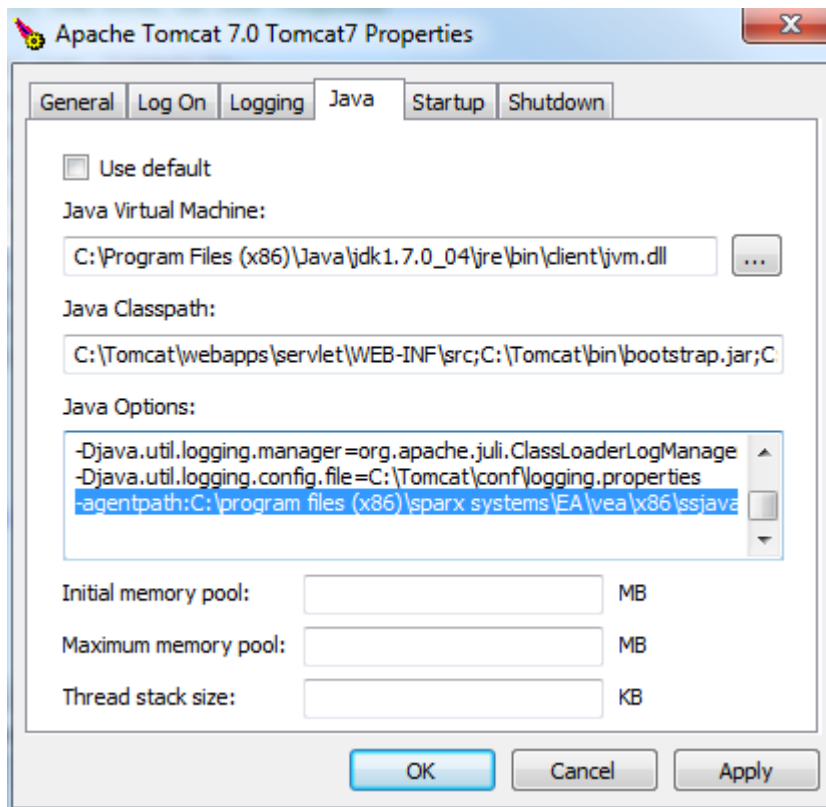 Apache Tomcat 7.0 Tomcat7 Properties
General Log On Logging Java Startup Shutdown
Use default
Java Virtual Machine:
C:\Program Files (x86)\Java\jdk1.7.0_04\jre\bin\client\jvm.dll ...
Java Classpath:
C:\Tomcat\webapps\servlet\WEB-INF\src;C:\Tomcat\bin\bootstrap.jar;C:
Java Options:
-Djava.util.logging.manager=org.apache.juli.ClassLoaderLogManage
-Djava.util.logging.config.file=C:\Tomcat\conf\logging.properties
-agentpath:C:\program files (x86)\sparx systems\EA\vea\x86\ssjava
Initial memory pool: MB
Maximum memory pool: MB
Thread stack size: KB
OK Cancel Apply